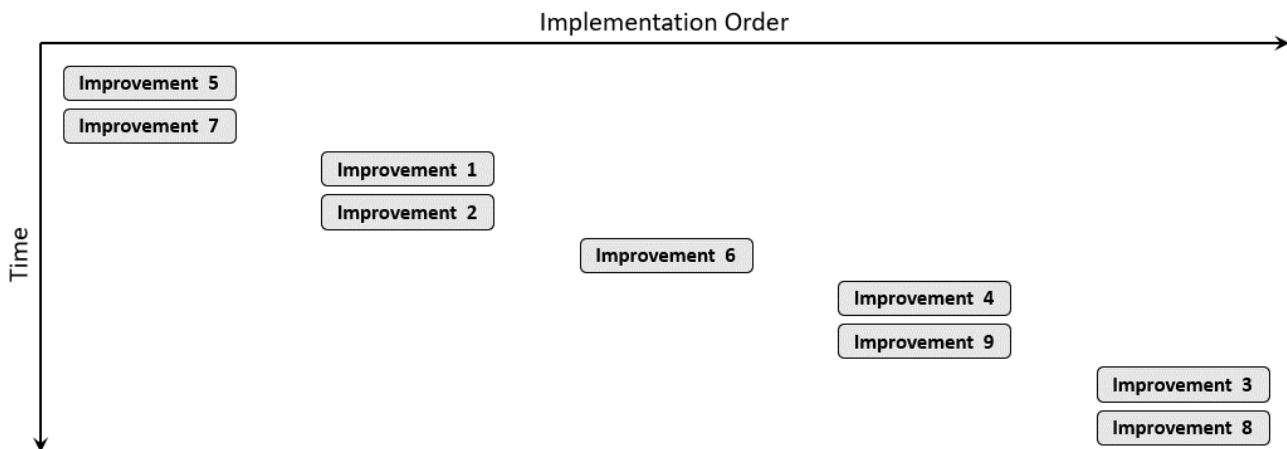 Implementation Order
Improvement 5
Improvement 7
Improvement 1
Improvement 2
Time
Improvement 6
Improvement 4
Improvement 9
Improvement 3
Improvement 8